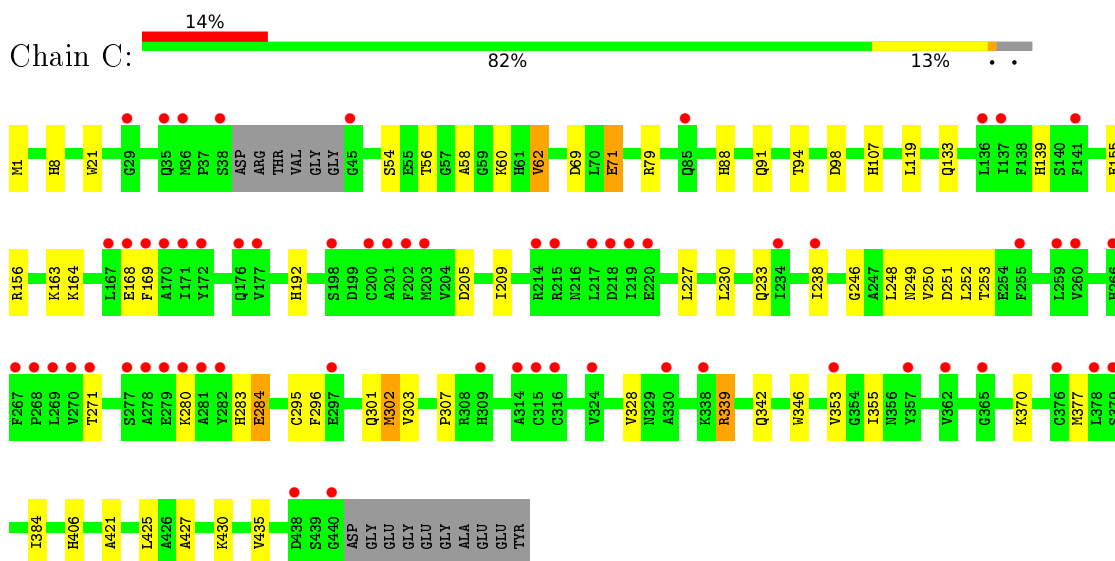 14%
Chain C:
82% 13% • •
M1 H8 W21 G29 Q35 M36 P37 S38 ASP ARG THR VAL GLY GLY G45 S54 E55 T56 G57 A58 G59 K60 H61 V62 D69 L70 E71 R79 Q85 H88 Q91 T94 D98 H107 L119 Q133 L136 I137 F138 H139 S140 F141 E155
R156 K163 K164 L167 E168 F169 A170 I171 Y172 Q176 V177 H192 S198 D199 C200 A201 F202 M203 V204 D205 I209 R214 R215 N216 L217 D218 I219 E220 L227 L230 Q233 I234 I238 G246 A247 L248 N249 V250 D251 L252 T253 E254 F255 L259 V260 H266
F267 P268 L269 V270 T271 S277 A278 E279 K280 A281 Y282 H283 E284 C295 F296 E297 Q301 M302 V303 P307 R308 H309 A314 C315 C316 V324 V328 N329 A330 K338 R339 Q342 W346 V353 G354 I355 N356 Y357 V362 G365 K370 C376 M377 L378 S379
I384 H406 A421 L425 A426 A427 K430 V435 D438 S439 G440 ASP GLY GLU GLY GLU GLY ALA GLU GLU TYR